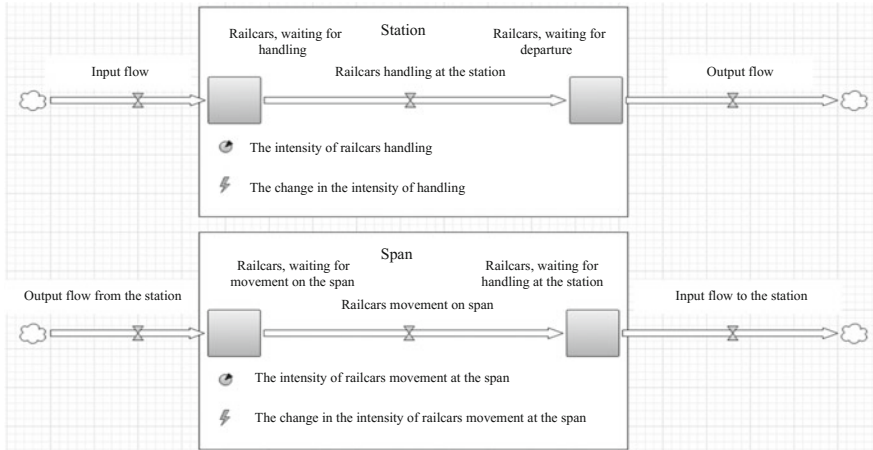 Railcars, waiting for
handling
Station
Railcars, waiting for
departure
Input flow
Railcars handling at the station
Output flow
The intensity of railcars handling
The change in the intensity of handling
Span
Railcars, waiting for
movement on the span
Railcars, waiting for
handling at the station
Output flow from the station
Railcars movement on span
Input flow to the station
The intensity of railcars movement at the span
The change in the intensity of railcars movement at the span